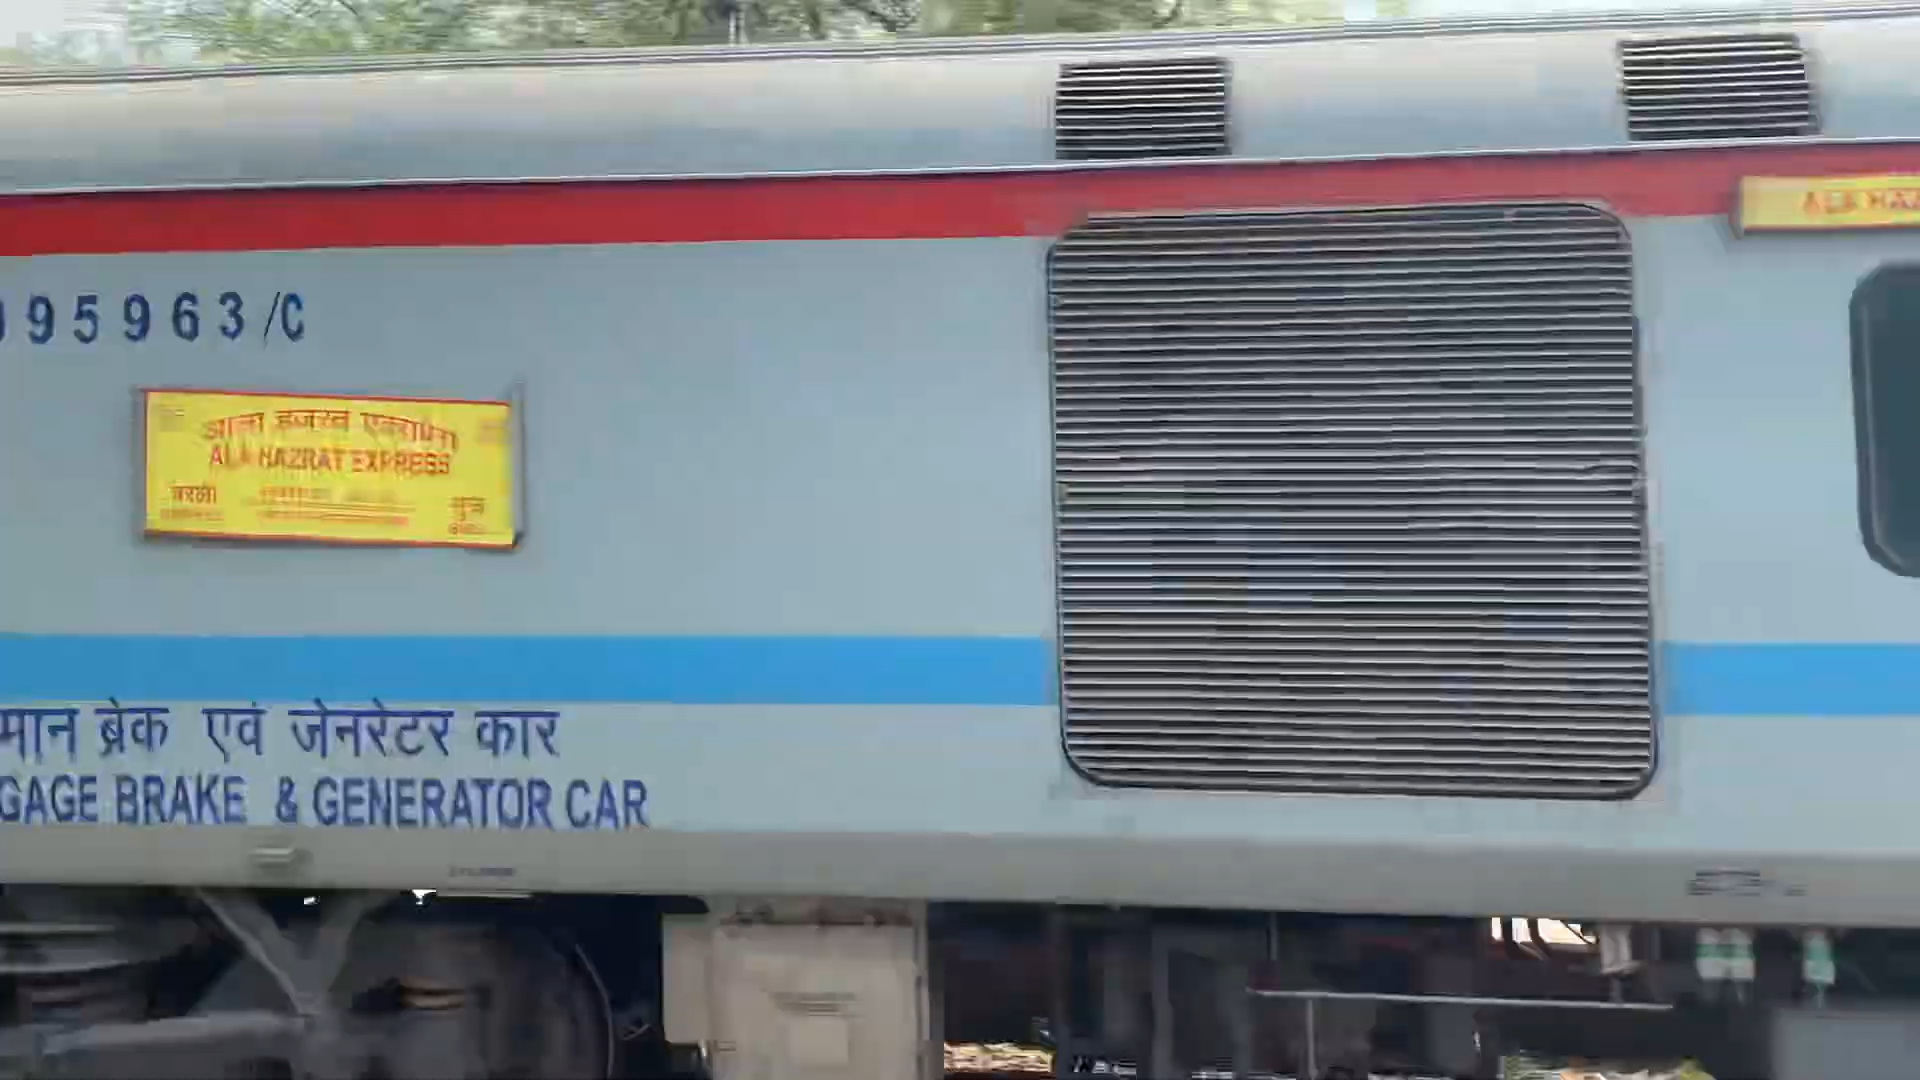 95963/C
आला हजरत एक्सप्रेस
ALA HAZRAT EXPRESS
बरेली
भुज
ALA HAZ
मान ब्रेक एवं जेनरेटर कार
GAGE BRAKE & GENERATOR CAR